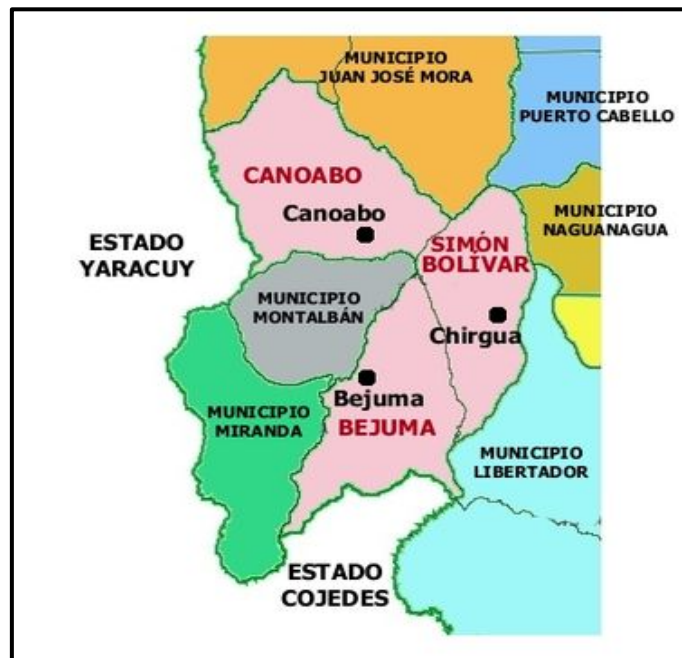 MUNICIPIO
JUAN JOSÉ MORA
MUNICIPIO
PUERTO CABELLO
CANOABO
Canoabo
MUNICIPIO
NAGUANAGUA
ESTADO
YARACUY
SIMÓN
BOLÍVAR
MUNICIPIO
MONTALBÁN
Chirgua
Bejuma
BEJUMA
MUNICIPIO
MIRANDA
MUNICIPIO
LIBERTADOR
ESTADO
COJEDES